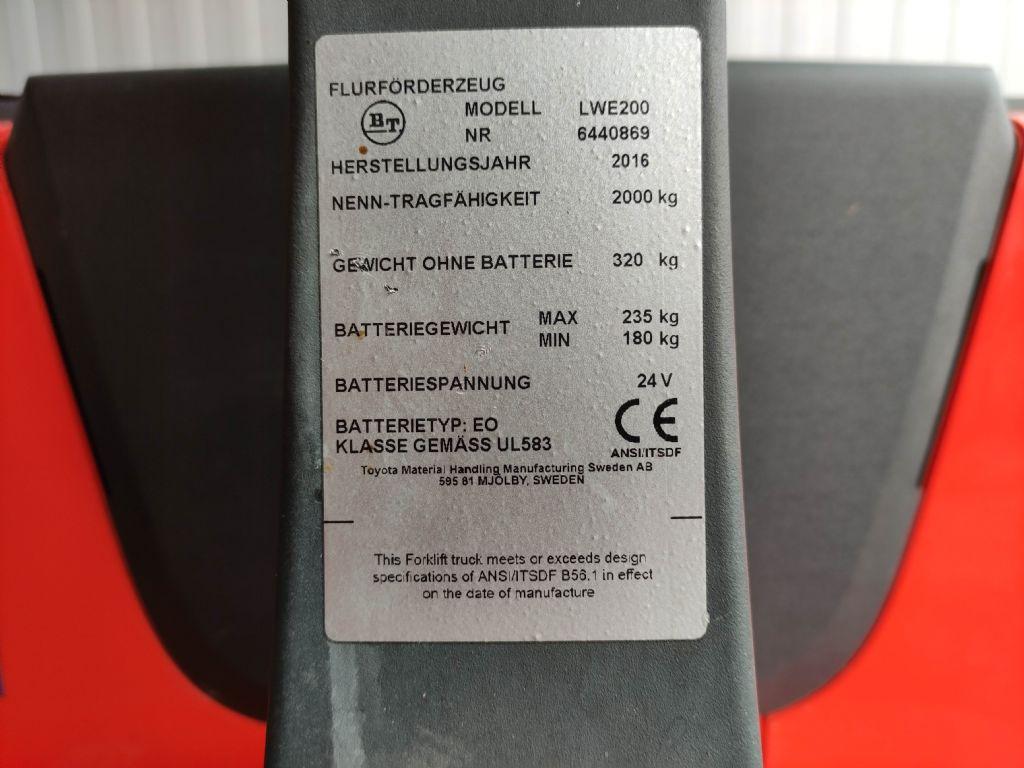 FLURFÖRDERZEUG
BT
MODELL LWE200
NR 6440869
HERSTELLUNGSJAHR 2016
NENN-TRAGFÄHIGKEIT 2000 kg
GEWICHT OHNE BATTERIE 320 kg
BATTERIEGEWICHT MAX 235 kg
MIN 180 kg
BATTERIESPANNUNG 24 V
BATTERIETYP: EO
KLASSE GEMÄSS UL583
CE
ANSI/ITSDF
Toyota Material Handling Manufacturing Sweden AB
595 81 MJÖLBY, SWEDEN
This Forklift truck meets or exceeds design
specifications of ANSI/ITSDF B56.1 in effect
on the date of manufacture